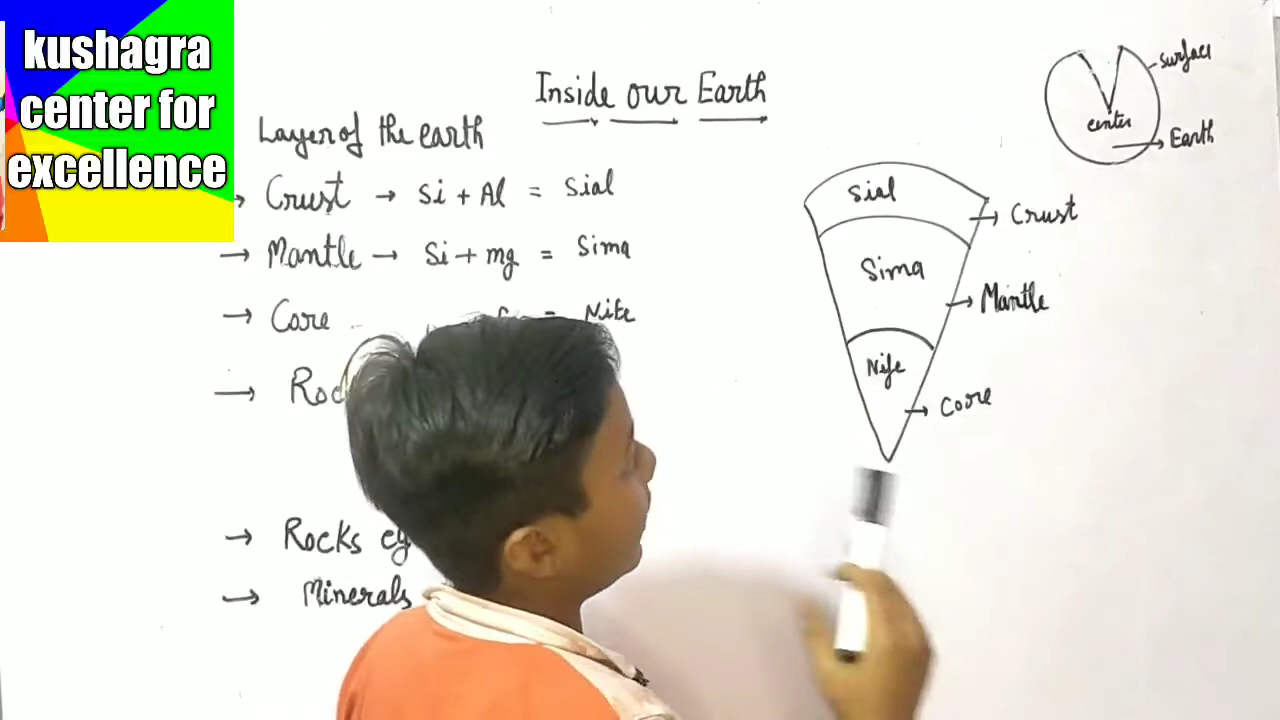 kushagra
center for
excellence
Inside our Earth
Layer of the earth
→ Crust → Si + Al = Sial
→ Mantle → Si + mg = Sima
→ Core = Nife
→
→ Rocks
→ Minerals
Sial
Sima
Nife
→ Crust
→ Mantle
→ Core
surface
center
→ Earth